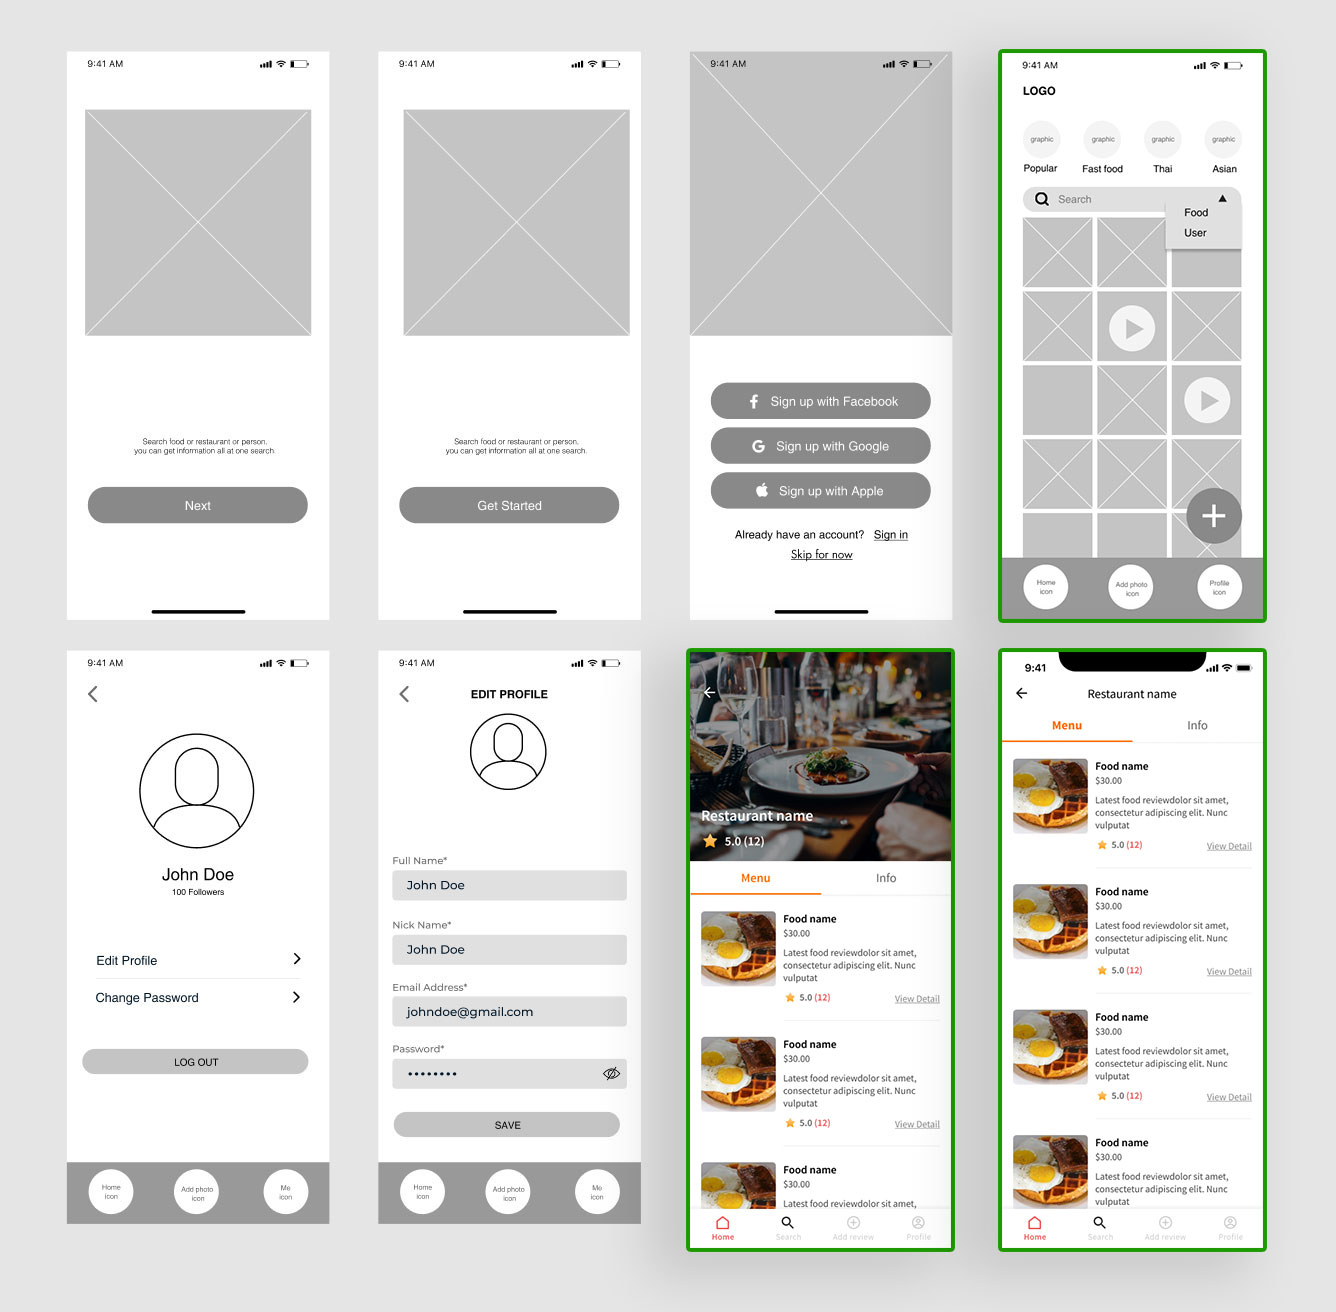 9:41 AM
Search food or restaurant or person.
you can get information all at one search.
Next
9:41 AM
Search food or restaurant or person.
you can get information all at one search.
Get Started
9:41 AM
Sign up with Facebook
Sign up with Google
Sign up with Apple
Already have an account? Sign in
Skip for now
9:41 AM
LOGO
graphic graphic graphic graphic
Popular Fast food Thai Asian
Search
Food
User
Home
icon
Add photo
icon
Profile
icon
9:41 AM
John Doe
100 Followers
Edit Profile
Change Password
LOG OUT
Home
icon
Add photo
icon
Me
icon
9:41 AM
EDIT PROFILE
Full Name*
John Doe
Nick Name*
John Doe
Email Address*
johndoe@gmail.com
Password*
SAVE
Home
icon
Add photo
icon
Me
icon
Restaurant name
5.0 (12)
Menu Info
Food name
$30.00
Latest food reviewdolor sit amet,
consectetur adipiscing elit. Nunc
vulputat
5.0 (12) View Detail
Food name
$30.00
Latest food reviewdolor sit amet,
consectetur adipiscing elit. Nunc
vulputat
5.0 (12) View Detail
Food name
$30.00
Latest food reviewdolor sit amet,
Home Search Add review Profile
9:41
Restaurant name
Menu Info
Food name
$30.00
Latest food reviewdolor sit amet,
consectetur adipiscing elit. Nunc
vulputat
5.0 (12) View Detail
Food name
$30.00
Latest food reviewdolor sit amet,
consectetur adipiscing elit. Nunc
vulputat
5.0 (12) View Detail
Food name
$30.00
Latest food reviewdolor sit amet,
consectetur adipiscing elit. Nunc
vulputat
5.0 (12) View Detail
Food name
$30.00
Latest food reviewdolor sit amet,
consectetur adipiscing elit. Nunc
vulputat
Home Search Add review Profile